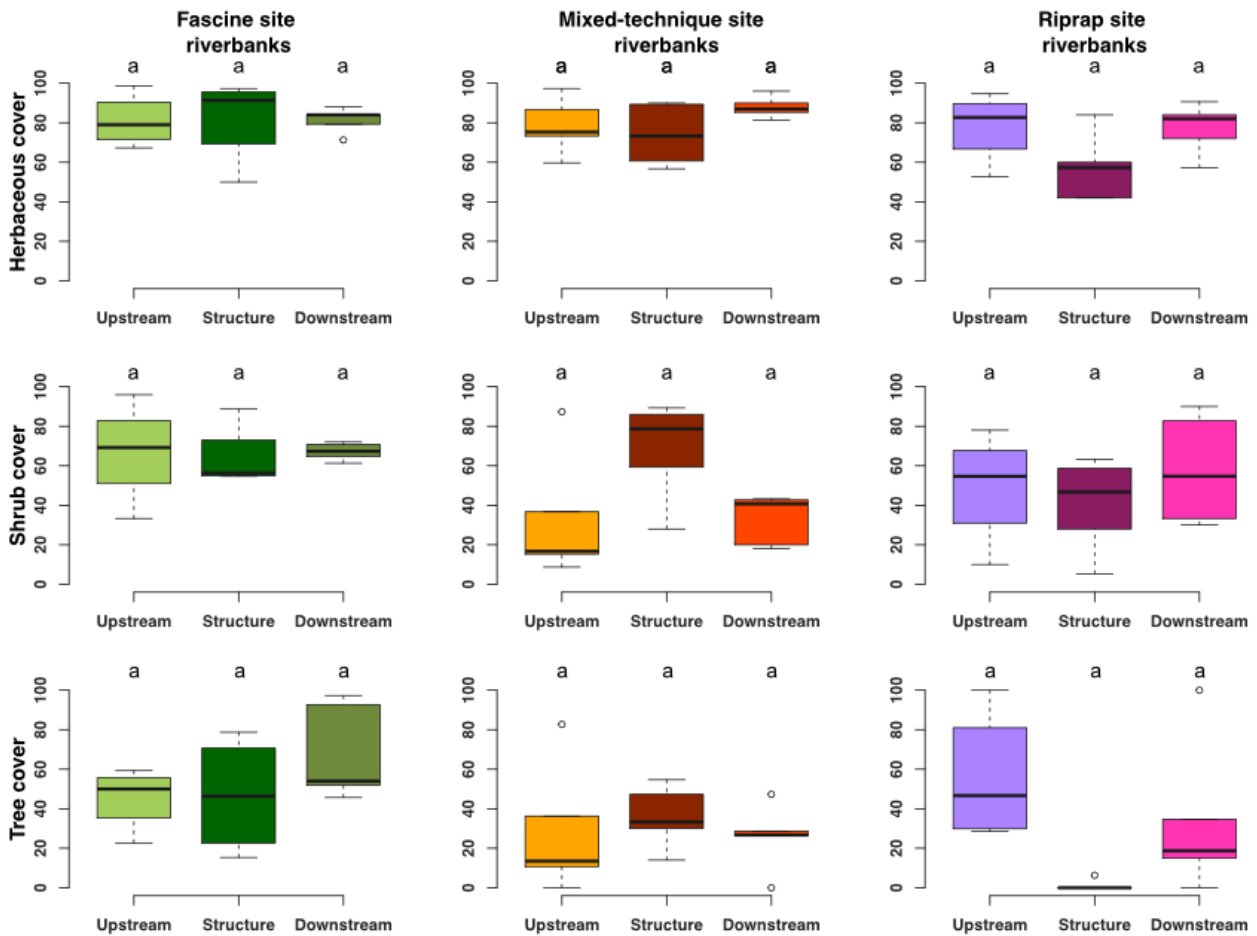 Fascine site
riverbanks
Mixed-technique site
riverbanks
Riprap site
riverbanks
a a a
a a a
a a a
Herbaceous cover
0 20 40 60 80 100
0 20 40 60 80 100
0 20 40 60 80 100
Upstream Structure Downstream
Upstream Structure Downstream
Upstream Structure Downstream
a a a
a a a
a a a
Shrub cover
0 20 40 60 80 100
0 20 40 60 80 100
0 20 40 60 80 100
Upstream Structure Downstream
Upstream Structure Downstream
Upstream Structure Downstream
a a a
a a a
a a a
Tree cover
0 20 40 60 80 100
0 20 40 60 80 100
0 20 40 60 80 100
Upstream Structure Downstream
Upstream Structure Downstream
Upstream Structure Downstream